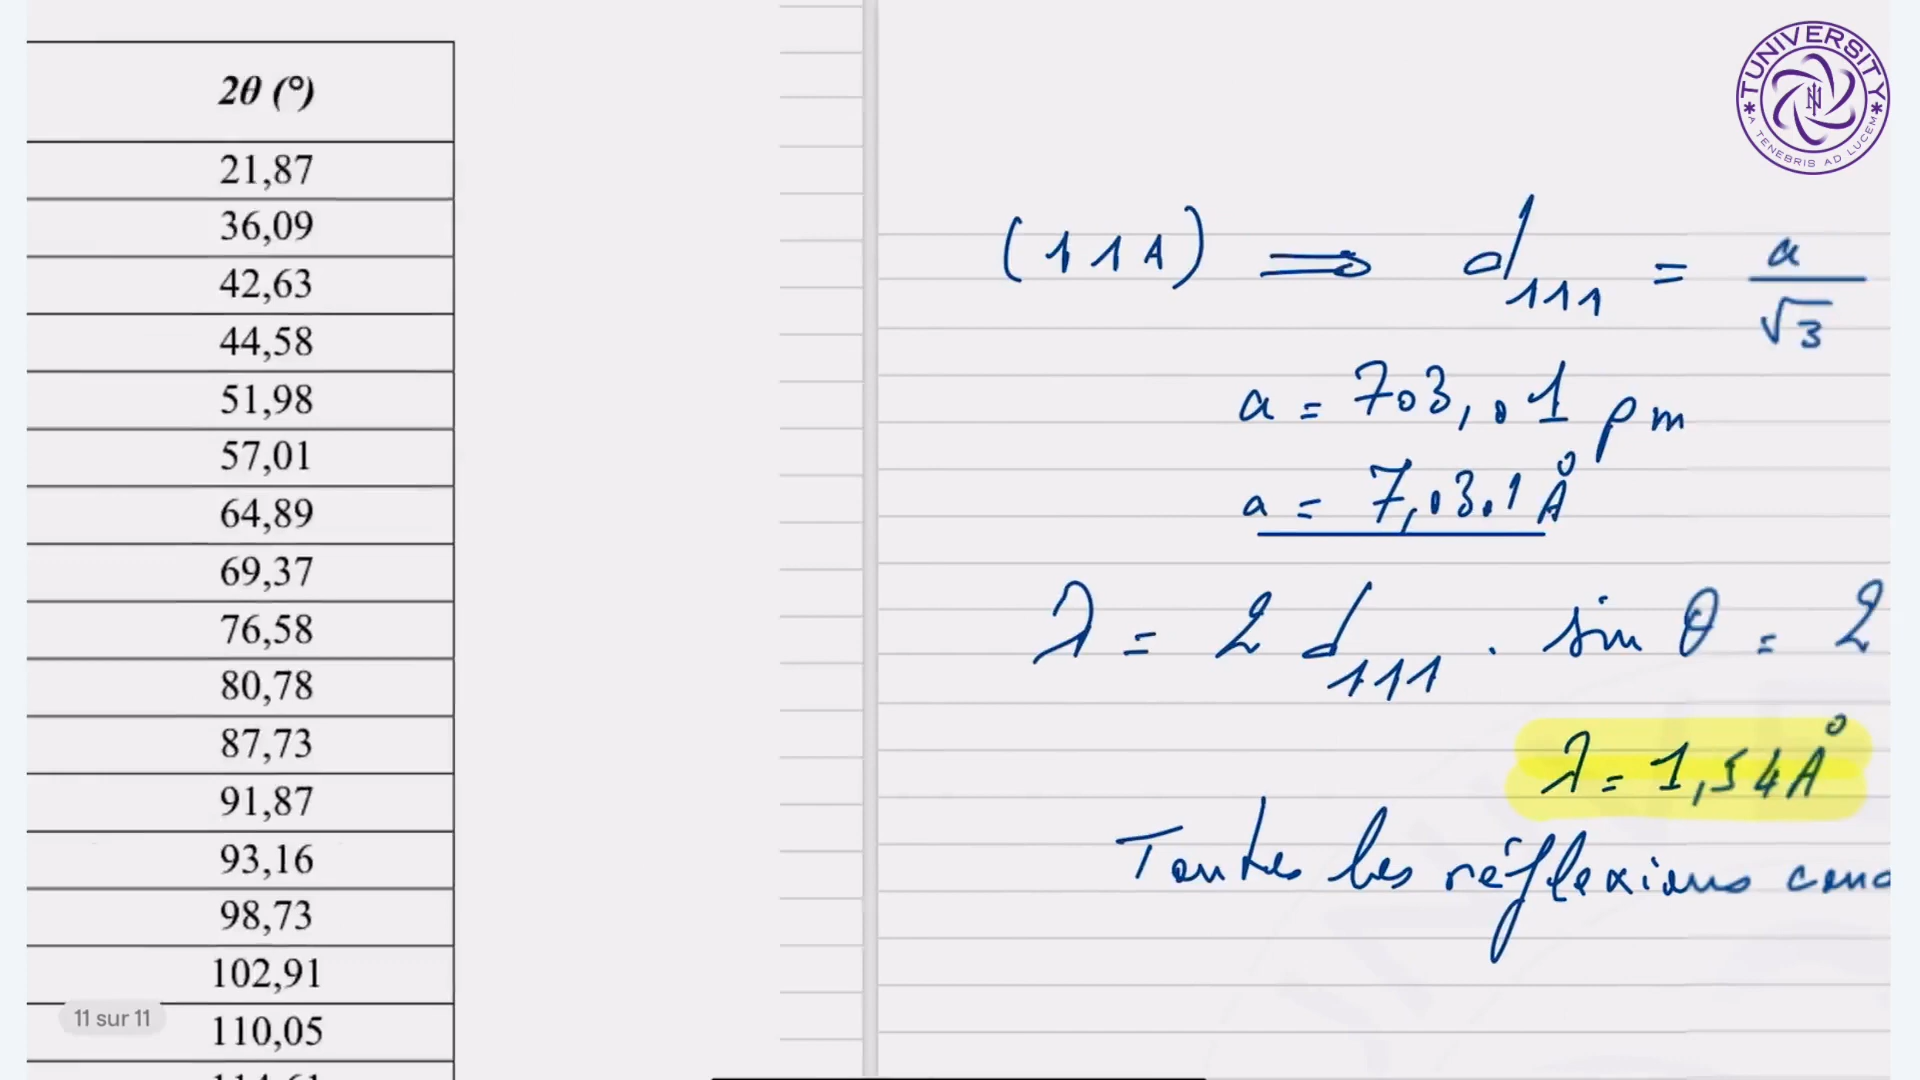 2θ (°)
21,87
36,09
42,63
44,58
51,98
57,01
64,89
69,37
76,58
80,78
87,73
91,87
93,16
98,73
102,91
110,05
11 sur 11
TUNIVERSITY
* A TENEBRIS AD LUCEM *
(111) ⟹ d111 = a/√3
a = 703,01 pm
a = 7,0301 Å
λ = 2 d111 . sin θ = 2
λ = 1,54 Å
Toutes les réflexions